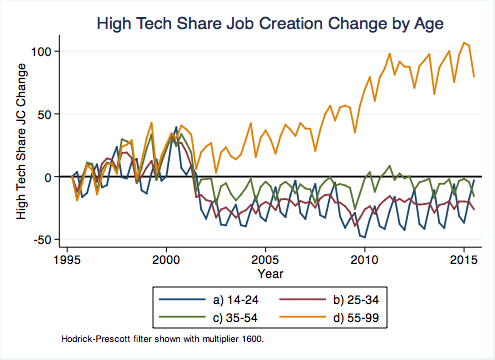 High Tech Share Job Creation Change by Age
High Tech Share JC Change
100
50
0
-50
1995
2000
2005
2010
2015
Year
a) 14-24
b) 25-34
c) 35-54
d) 55-99
Hodrick-Prescott filter shown with multiplier 1600.